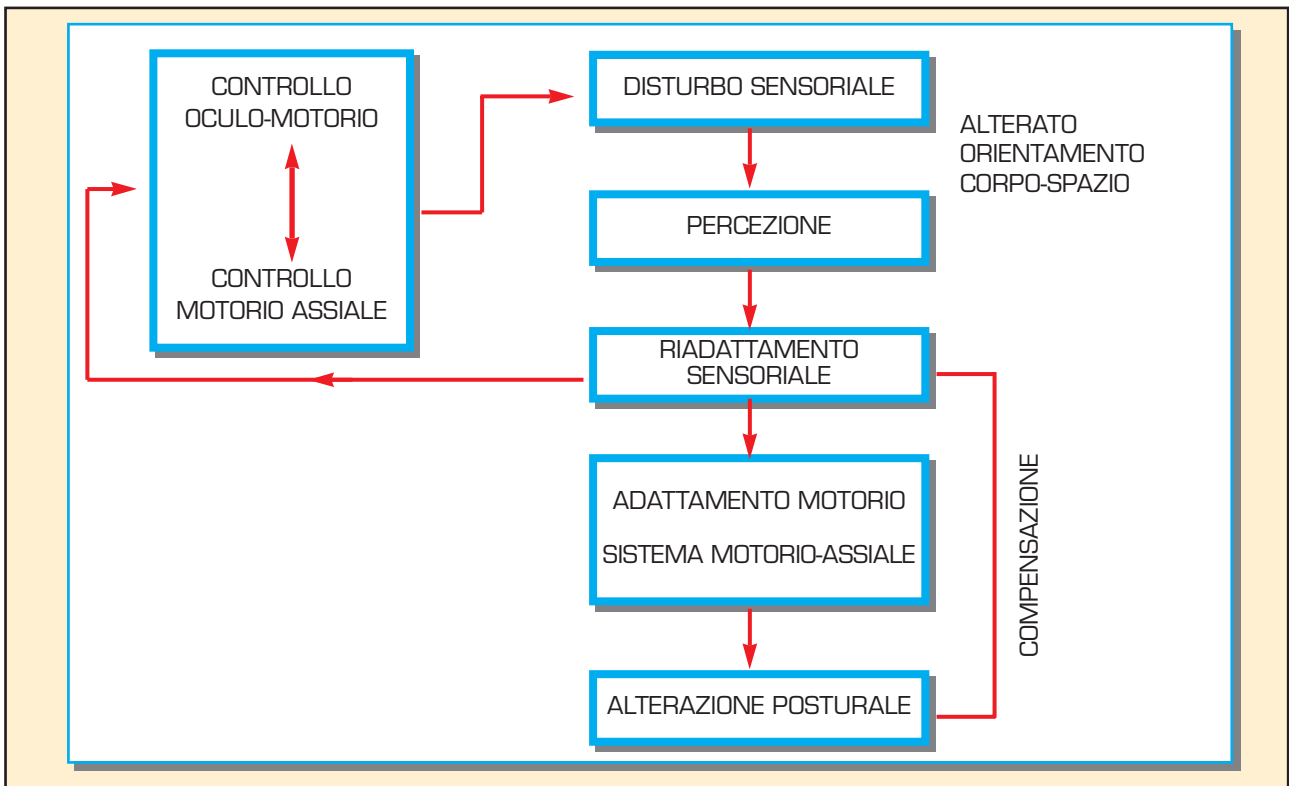 CONTROLLO
OCULO-MOTORIO
CONTROLLO
MOTORIO ASSIALE
DISTURBO SENSORIALE
ALTERATO
ORIENTAMENTO
CORPO-SPAZIO
PERCEZIONE
RIADATTAMENTO
SENSORIALE
ADATTAMENTO MOTORIO
SISTEMA MOTORIO-ASSIALE
COMPENSAZIONE
ALTERAZIONE POSTURALE